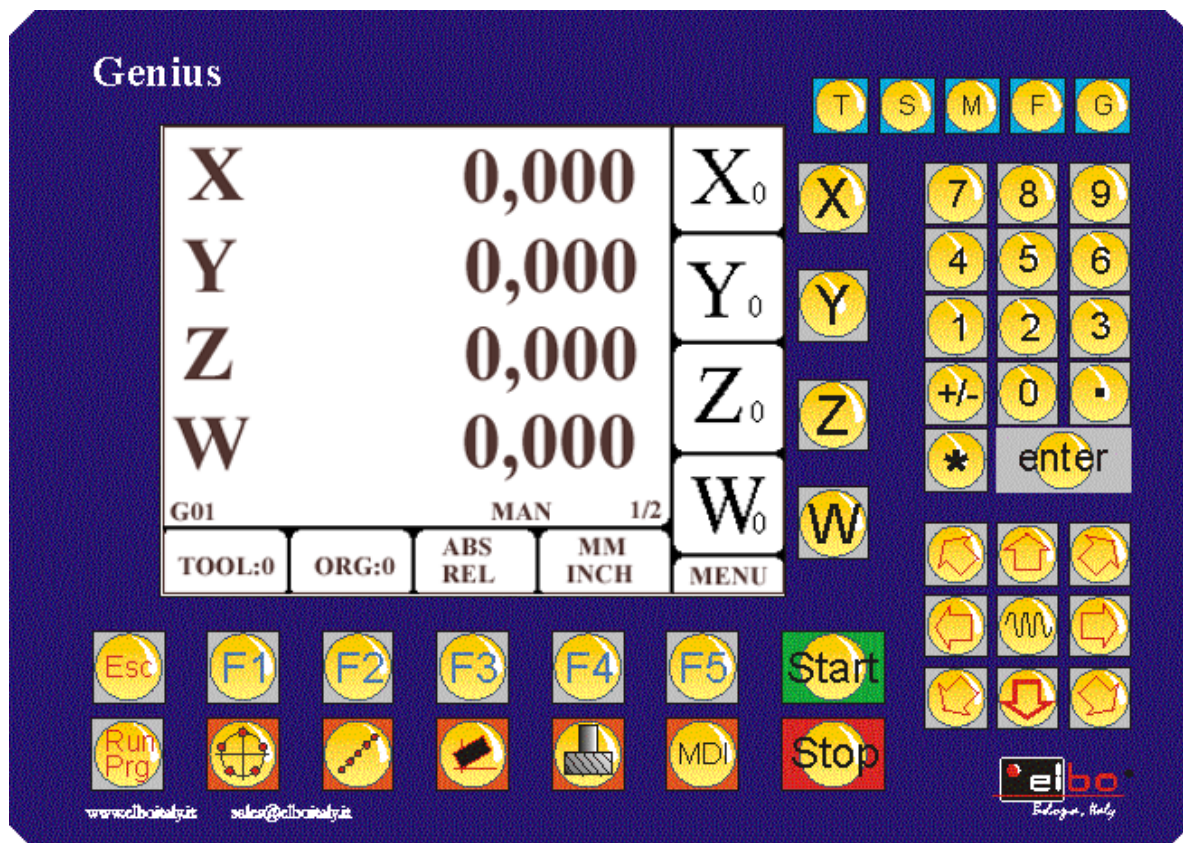 Genius
T S M F G
X 0,000 X0 X 7 8 9
Y 0,000 Y0 Y 4 5 6
Z 0,000 Z0 1 2 3
W 0,000 Z +/- 0 .
* enter
G01 MAN 1/2 W0 W
TOOL:0 ORG:0 ABS REL MM INCH MENU
Esc F1 F2 F3 F4 F5 Start
Run Prg MDI Stop
elbo
Bologna, Italy
www.elboitaly.it sales@elboitaly.it